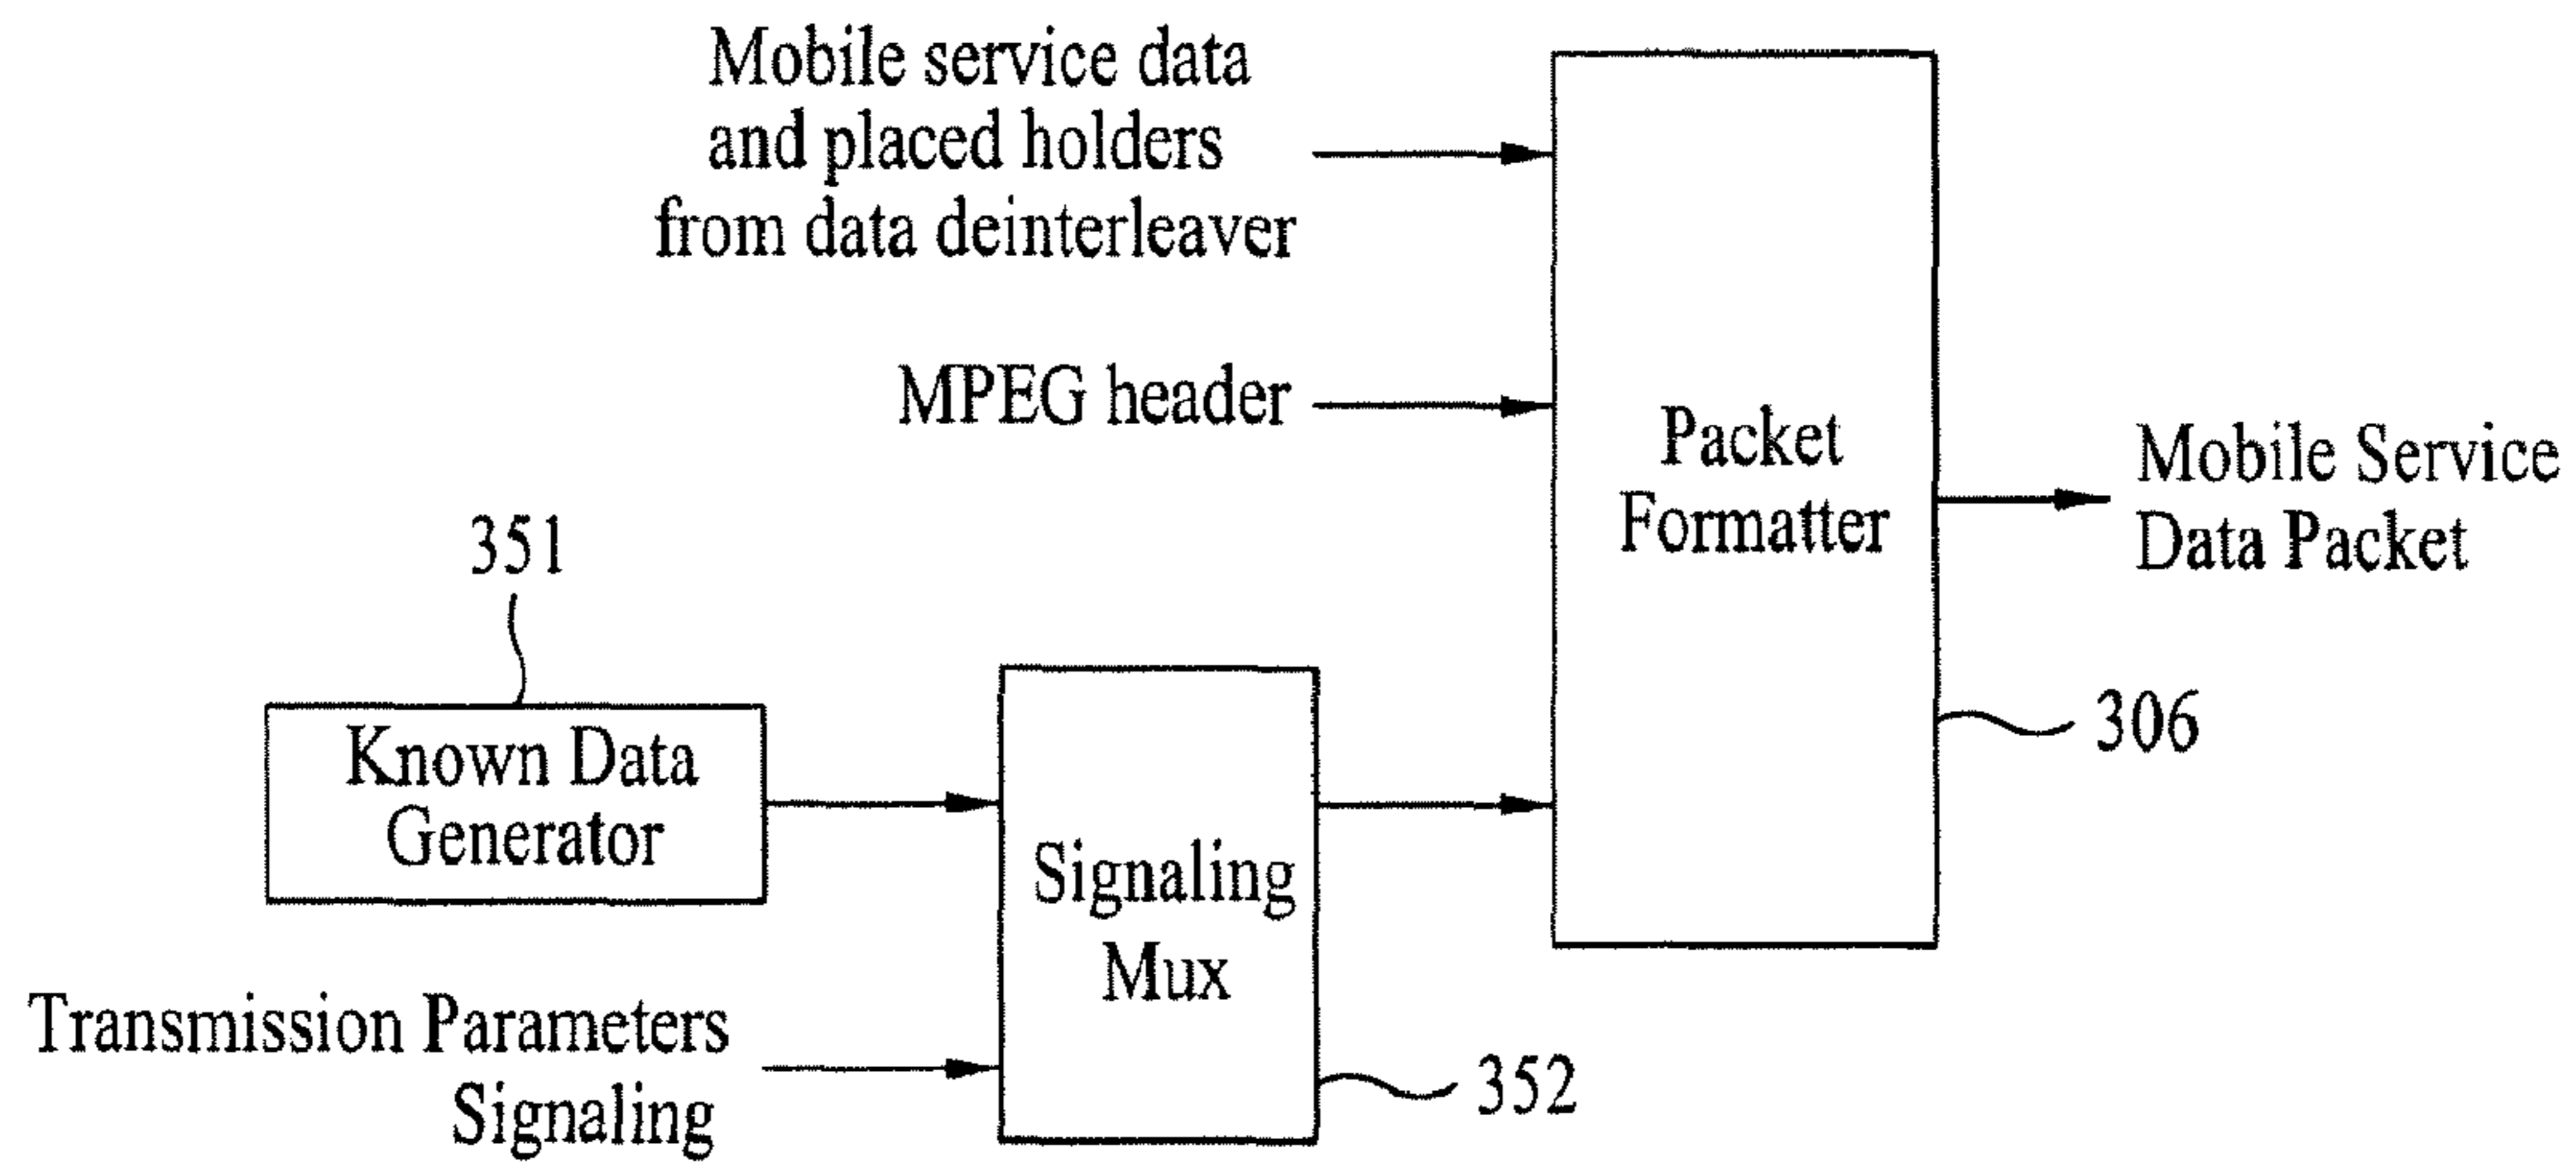 Mobile service data
and placed holders
from data deinterleaver
MPEG header
Packet
Formatter
Mobile Service
Data Packet
351
306
Known Data
Generator
Signaling
Mux
Transmission Parameters
Signaling
352